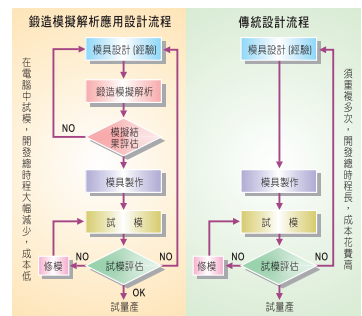 鍛造模擬解析應用設計流程
在電腦中試模，開發總時程大幅減少，成本低
模具設計(經驗)
鍛造模擬解析
NO
模擬結
果評估
模具製作
試 模
修模
NO
試模評估
NO
OK
試量產
傳統設計流程
模具設計(經驗)
模具製作
試 模
修模
NO
試模評估
NO
試量產
須重複多次，開發總時程長，成本花費高